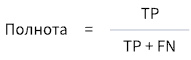 Полнота = TP
TP + FN